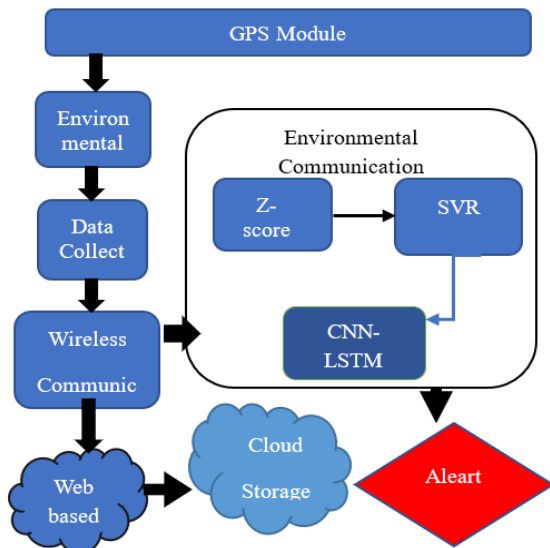 GPS Module
Environ
mental
Data
Collect
Wireless
Communic
Web
based
Environmental
Communication
Z-
score
SVR
CNN-
LSTM
Cloud
Storage
Aleart